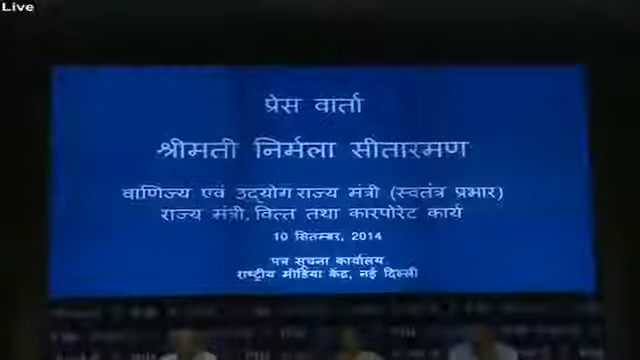 Live
प्रेस वार्ता
श्रीमती निर्मला सीतारमण
वाणिज्य एवं उद्योग राज्य मंत्री (स्वतंत्र प्रभार)
राज्य मंत्री, वित्त तथा कारपोरेट कार्य
10 सितम्बर, 2014
पत्र सूचना कार्यालय
राष्ट्रीय मीडिया केंद्र, नई दिल्ली